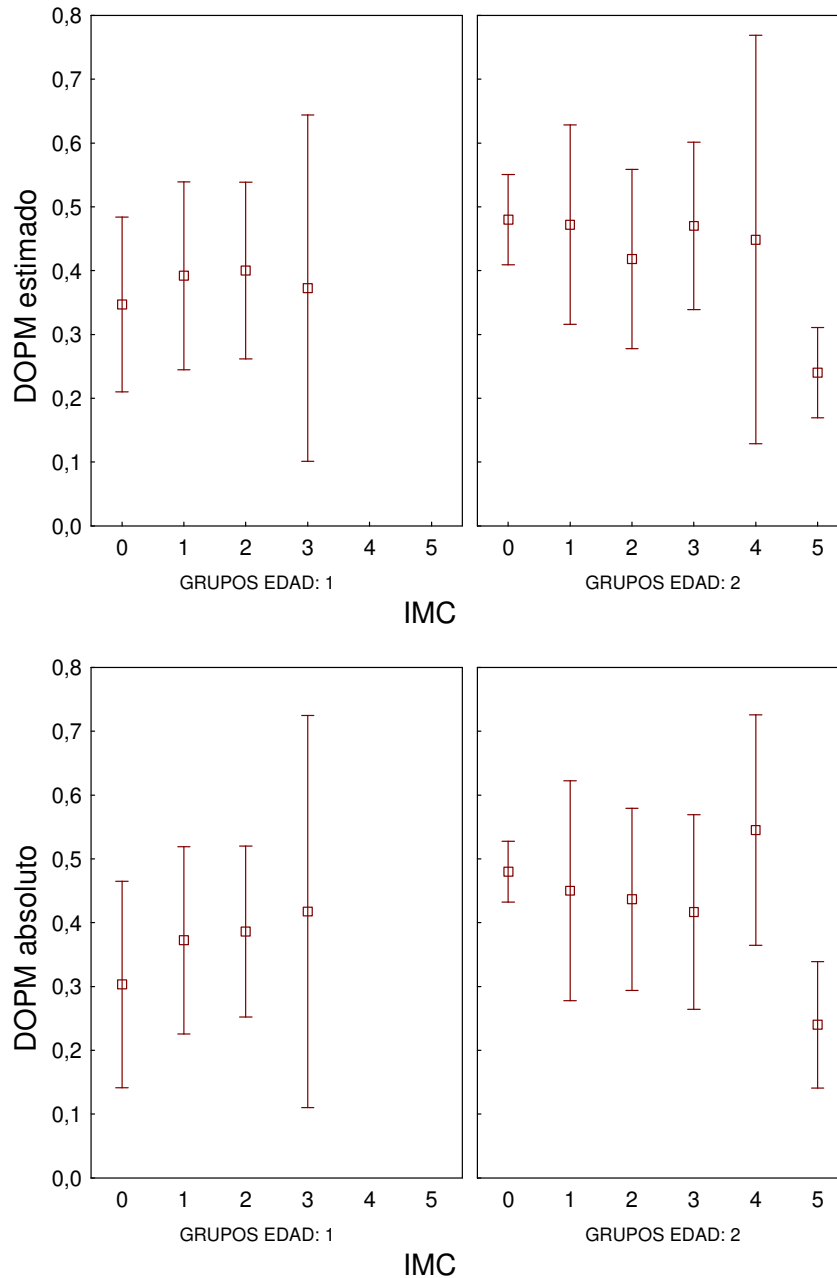 0,8
0,7
0,6
0,5
0,4
0,3
0,2
0,1
0,0
DOPM estimado
0 1 2 3 4 5 0 1 2 3 4 5
GRUPOS EDAD: 1 GRUPOS EDAD: 2
IMC
0,8
0,7
0,6
0,5
0,4
0,3
0,2
0,1
0,0
DOPM absoluto
0 1 2 3 4 5 0 1 2 3 4 5
GRUPOS EDAD: 1 GRUPOS EDAD: 2
IMC